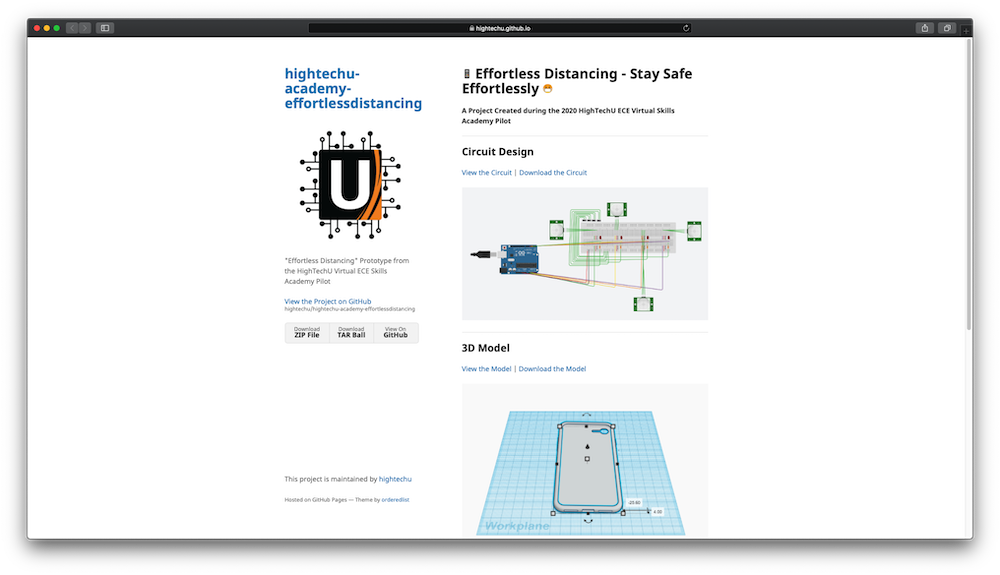 hightechu.github.io
hightechu-
academy-
effortlessdistancing
U
"Effortless Distancing" Prototype from
the HighTechU Virtual ECE Skills
Academy Pilot
View the Project on GitHub
hightechu/hightechu-academy-effortlessdistancing
Download
ZIP File
Download
TAR Ball
View On
GitHub
This project is maintained by hightechu
Hosted on GitHub Pages — Theme by orderedlist
📱 Effortless Distancing - Stay Safe
Effortlessly 😷
A Project Created during the 2020 HighTechU ECE Virtual Skills
Academy Pilot
Circuit Design
View the Circuit | Download the Circuit
3D Model
View the Model | Download the Model
Workplane